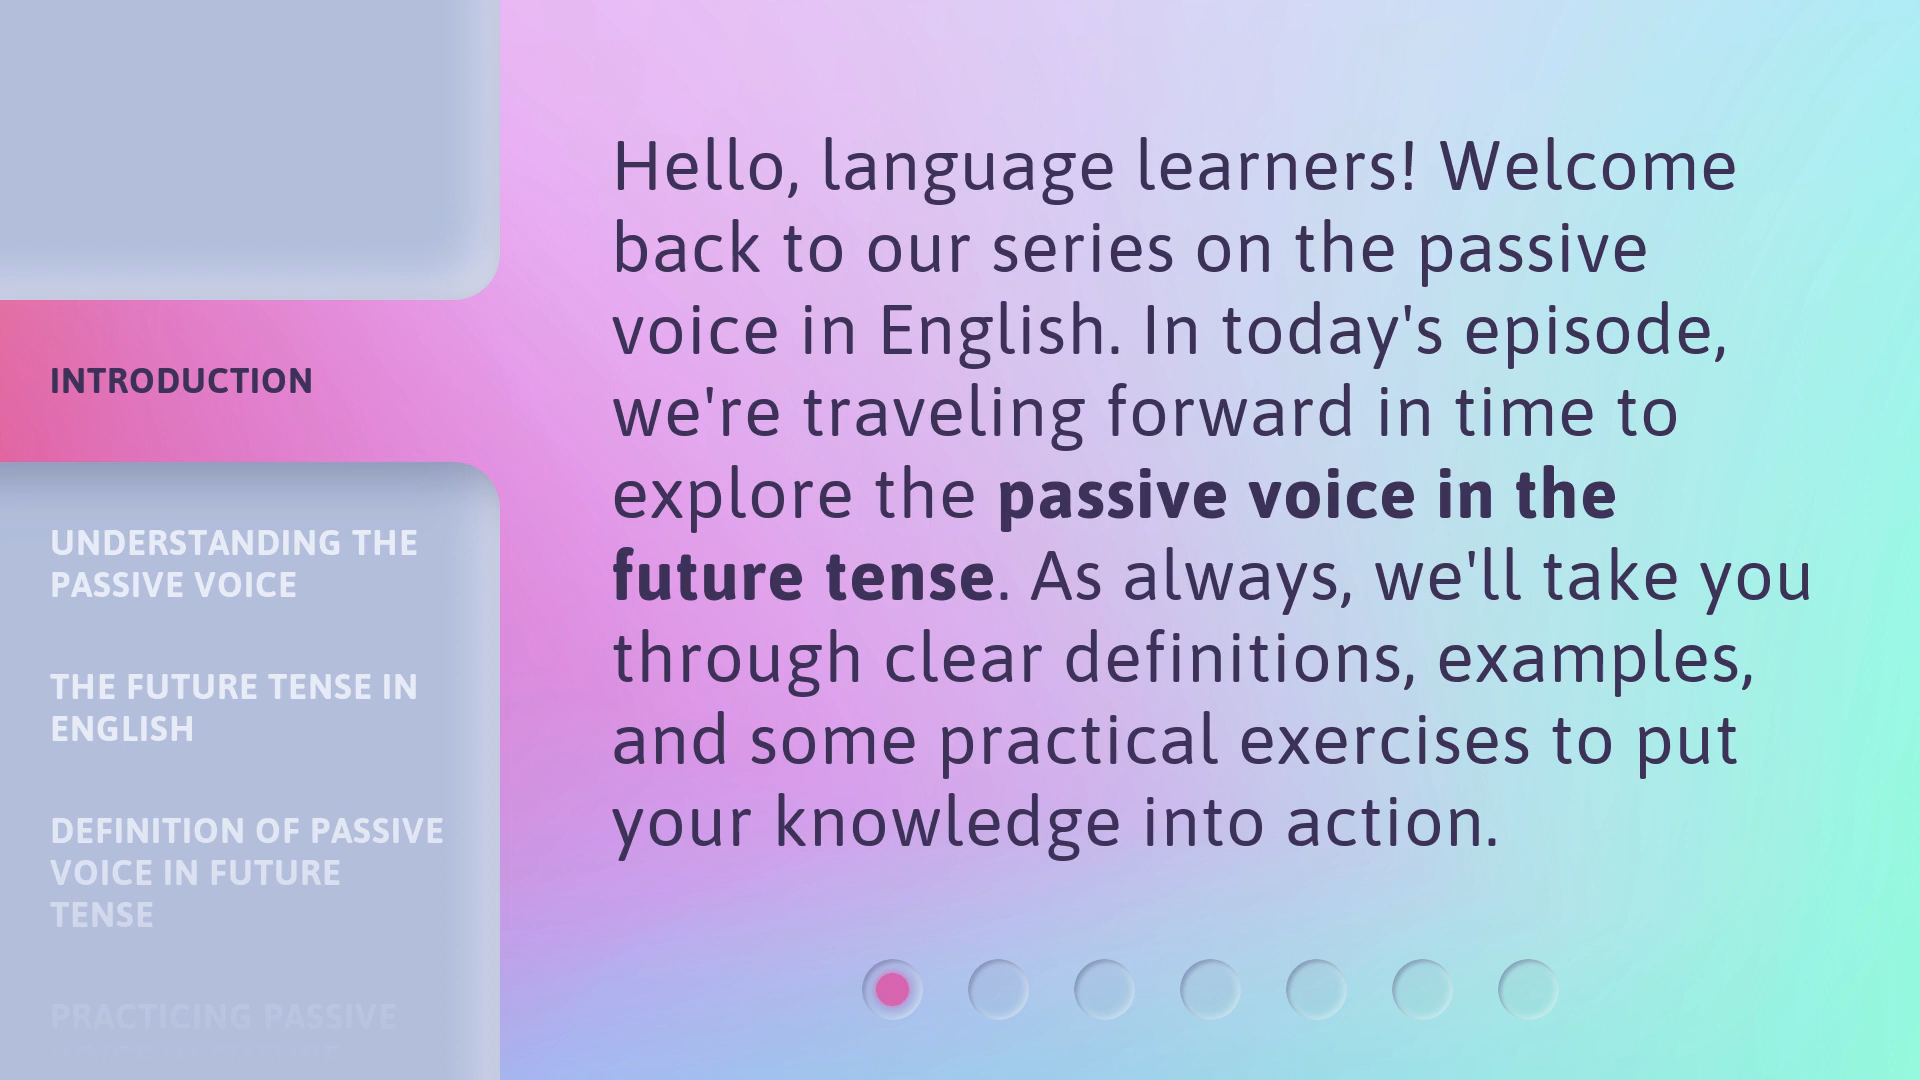 INTRODUCTION
UNDERSTANDING THE
PASSIVE VOICE
THE FUTURE TENSE IN
ENGLISH
DEFINITION OF PASSIVE
VOICE IN FUTURE
TENSE
PRACTICING PASSIVE
Hello, language learners! Welcome
back to our series on the passive
voice in English. In today's episode,
we're traveling forward in time to
explore the passive voice in the
future tense. As always, we'll take you
through clear definitions, examples,
and some practical exercises to put
your knowledge into action.